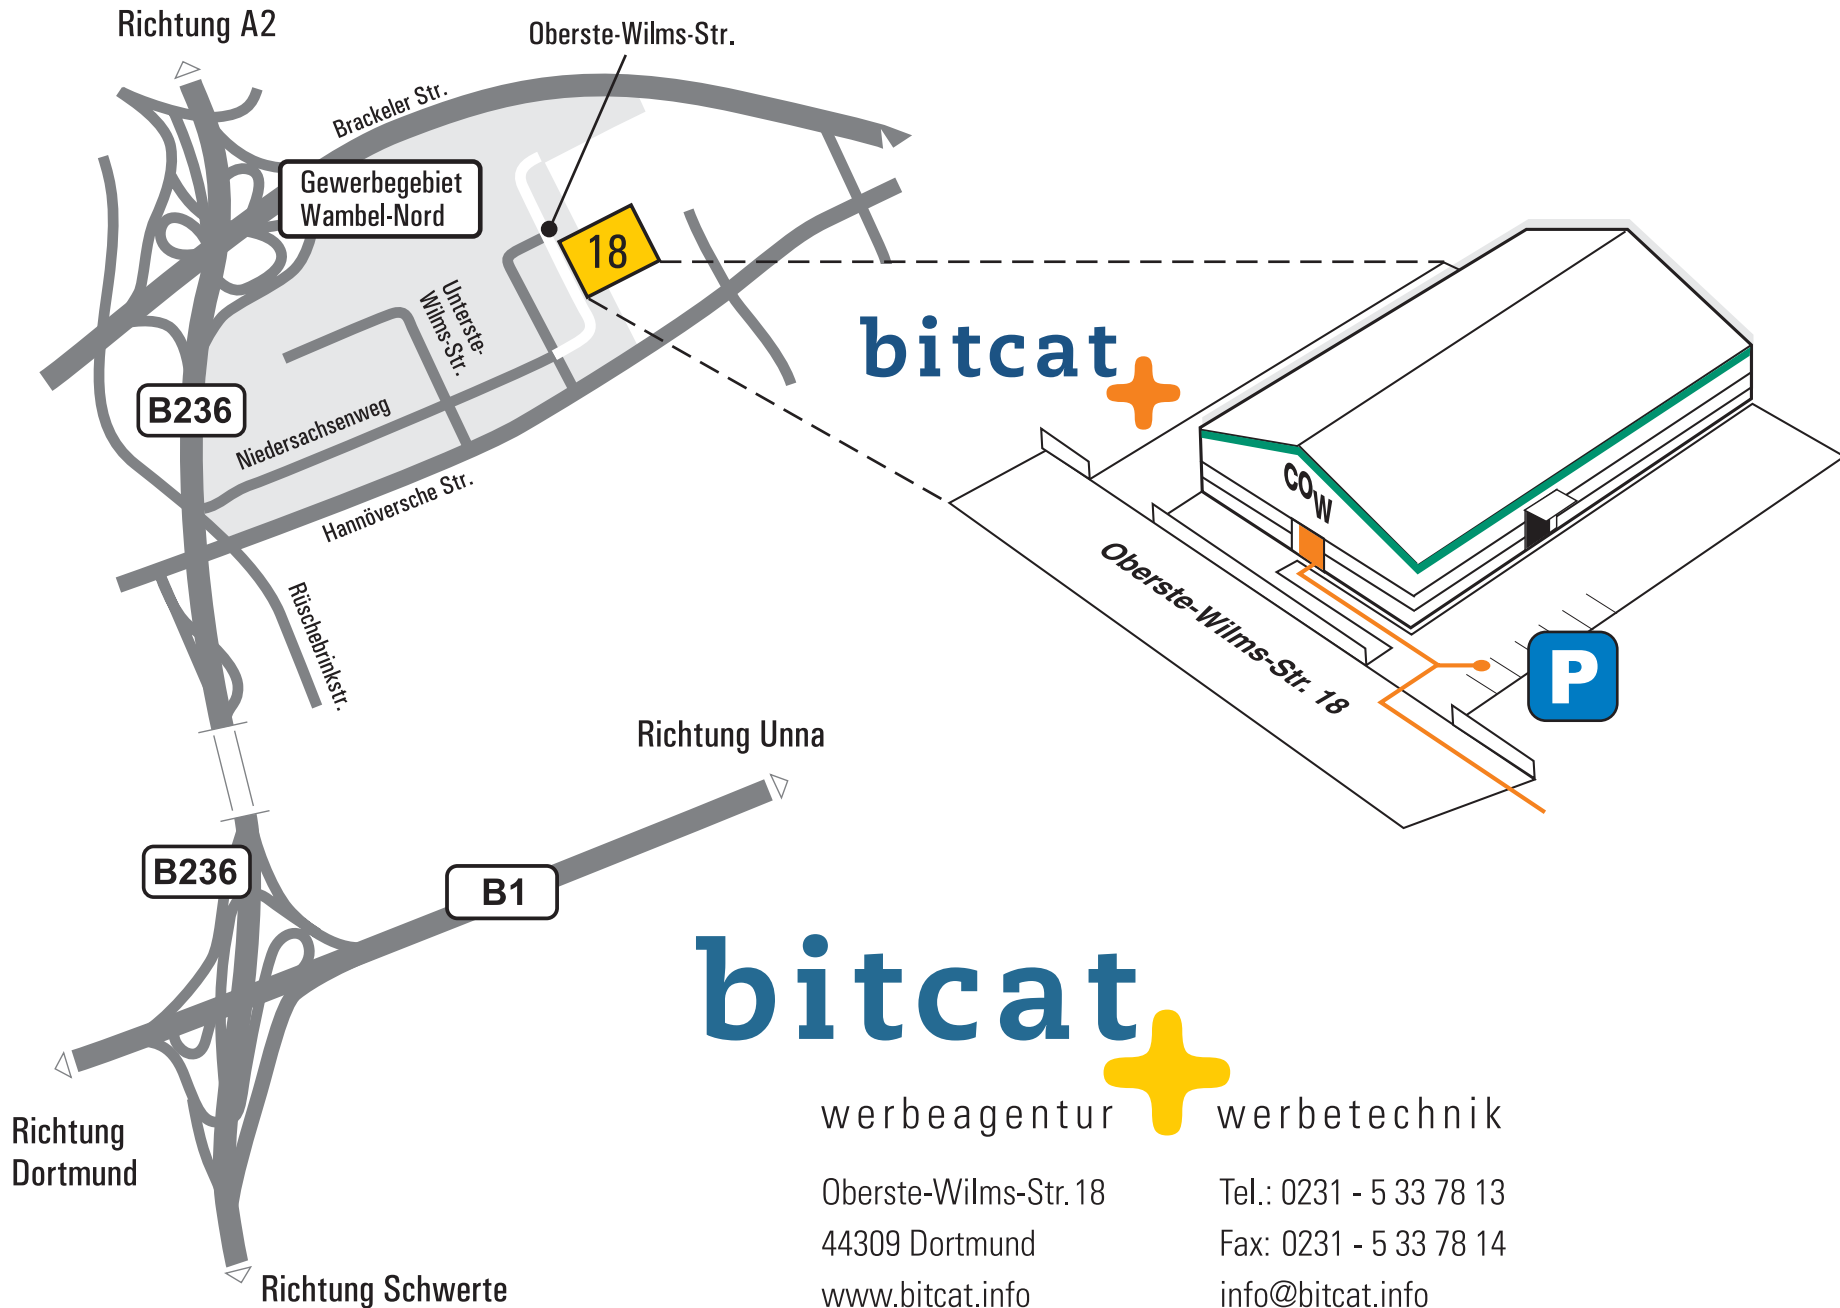 Richtung A2
Oberste-Wilms-Str.
Brackeler Str.
Gewerbegebiet
Wambel-Nord
18
Unterste-
Wilms-Str.
bitcat
B236
Niedersachsenweg
Hannöversche Str.
COW
Oberste-Wilms-Str. 18
Rüschebrinkstr.
P
Richtung Unna
B236
B1
bitcat
werbeagentur
werbetechnik
Richtung
Dortmund
Oberste-Wilms-Str. 18
44309 Dortmund
www.bitcat.info
Tel.: 0231 - 5 33 78 13
Fax: 0231 - 5 33 78 14
info@bitcat.info
Richtung Schwerte